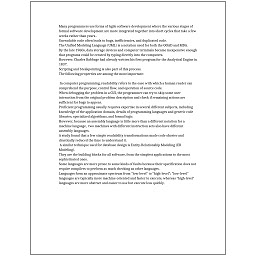 Many programmers use forms of Agile software development where the various stages of
formal software development are more integrated together into short cycles that take a few
weeks rather than years.
Unreadable code often leads to bugs, inefficiencies, and duplicated code.
The Unified Modeling Language (UML) is a notation used for both the OOAD and MDA.
By the late 1960s, data storage devices and computer terminals became inexpensive enough
that programs could be created by typing directly into the computers.
However, Charles Babbage had already written his first program for the Analytical Engine in
1837.
Scripting and breakpointing is also part of this process.
The following properties are among the most important:

To computer programming, readability refers to the ease with which a human reader can
comprehend the purpose, control flow, and operation of source code.
When debugging the problem in a GUI, the programmer can try to skip some user
interaction from the original problem description and check if remaining actions are
sufficient for bugs to appear.
Proficient programming usually requires expertise in several different subjects, including
knowledge of the application domain, details of programming languages and generic code
libraries, specialized algorithms, and formal logic.
However, because an assembly language is little more than a different notation for a
machine language, two machines with different instruction sets also have different
assembly languages.
A study found that a few simple readability transformations made code shorter and
drastically reduced the time to understand it.
A similar technique used for database design is Entity-Relationship Modeling (ER
Modeling).
They are the building blocks for all software, from the simplest applications to the most
sophisticated ones.
Some languages are more prone to some kinds of faults because their specification does not
require compilers to perform as much checking as other languages.
Languages form an approximate spectrum from "low-level" to "high-level"; "low-level"
languages are typically more machine-oriented and faster to execute, whereas "high-level"
languages are more abstract and easier to use but execute less quickly.